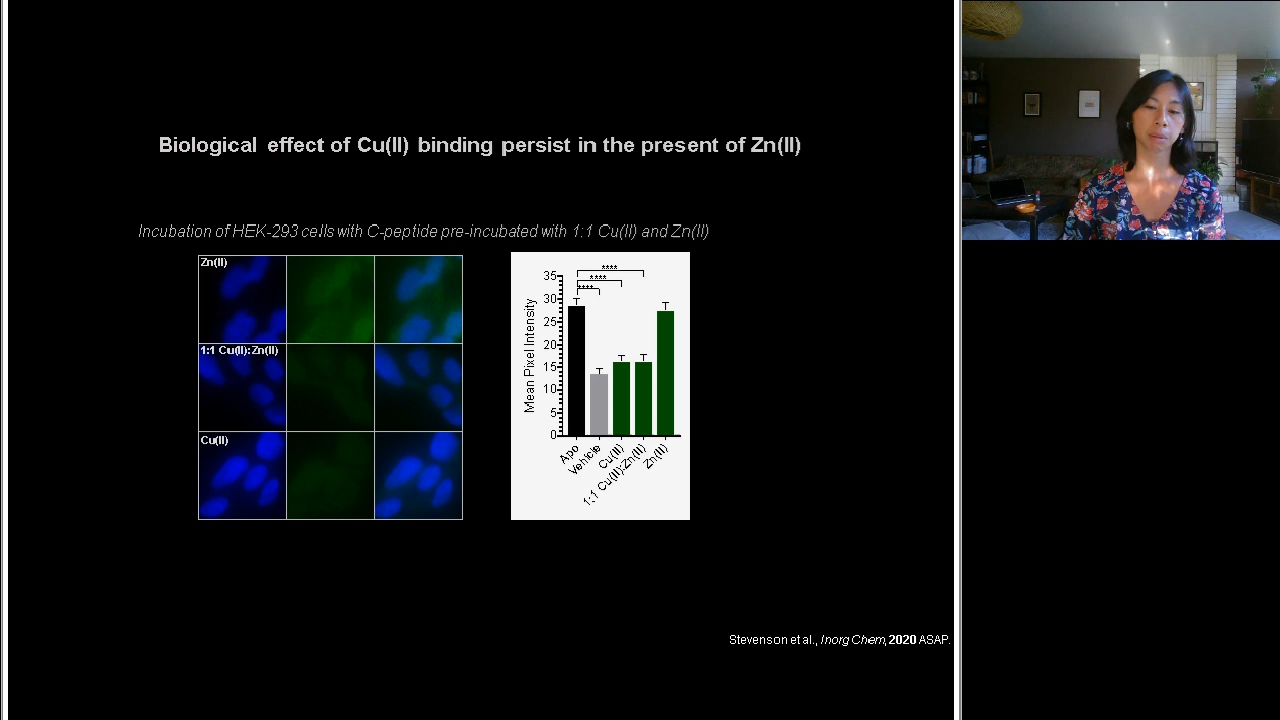 Biological effect of Cu(II) binding persist in the present of Zn(II)
Incubation of HEK-293 cells with C-peptide pre-incubated with 1:1 Cu(II) and Zn(II)
Zn(II)
1:1 Cu(II):Zn(II)
Cu(II)
Mean Pixel Intensity
35
30
25
20
15
10
5
0
****
****
****
Apo
Vehicle
Cu(II)
1:1 Cu(II):Zn(II)
Zn(II)
Stevenson et al., Inorg Chem, 2020 ASAP.